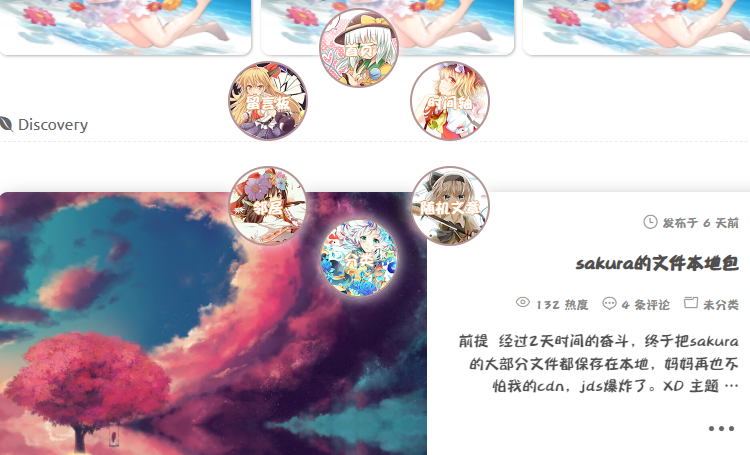 首页
留言板
时间轴
Discovery
邻居
随机文章
分类
发布于 6 天前
sakura的文件本地包
132 热度 4 条评论 未分类
前提 经过2天时间的奋斗，终于把sakura
的大部分文件都保存在本地，妈妈再也不
怕我的cdn，jds爆炸了。XD 主题 …